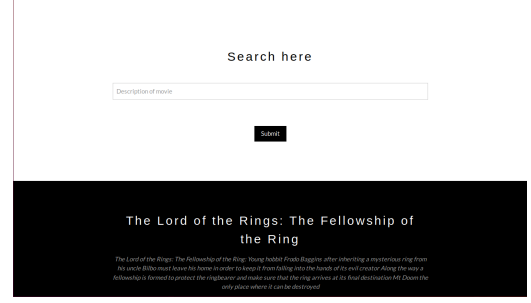 Search here
Description of movie
Submit
The Lord of the Rings: The Fellowship of
the Ring
The Lord of the Rings: The Fellowship of the Ring: Young hobbit Frodo Baggins after inheriting a mysterious ring from
his uncle Bilbo must leave his home in order to keep it from falling into the hands of its evil creator Along the way a
fellowship is formed to protect the ringbearer and make sure that the ring arrives at its final destination Mt Doom the
only place where it can be destroyed